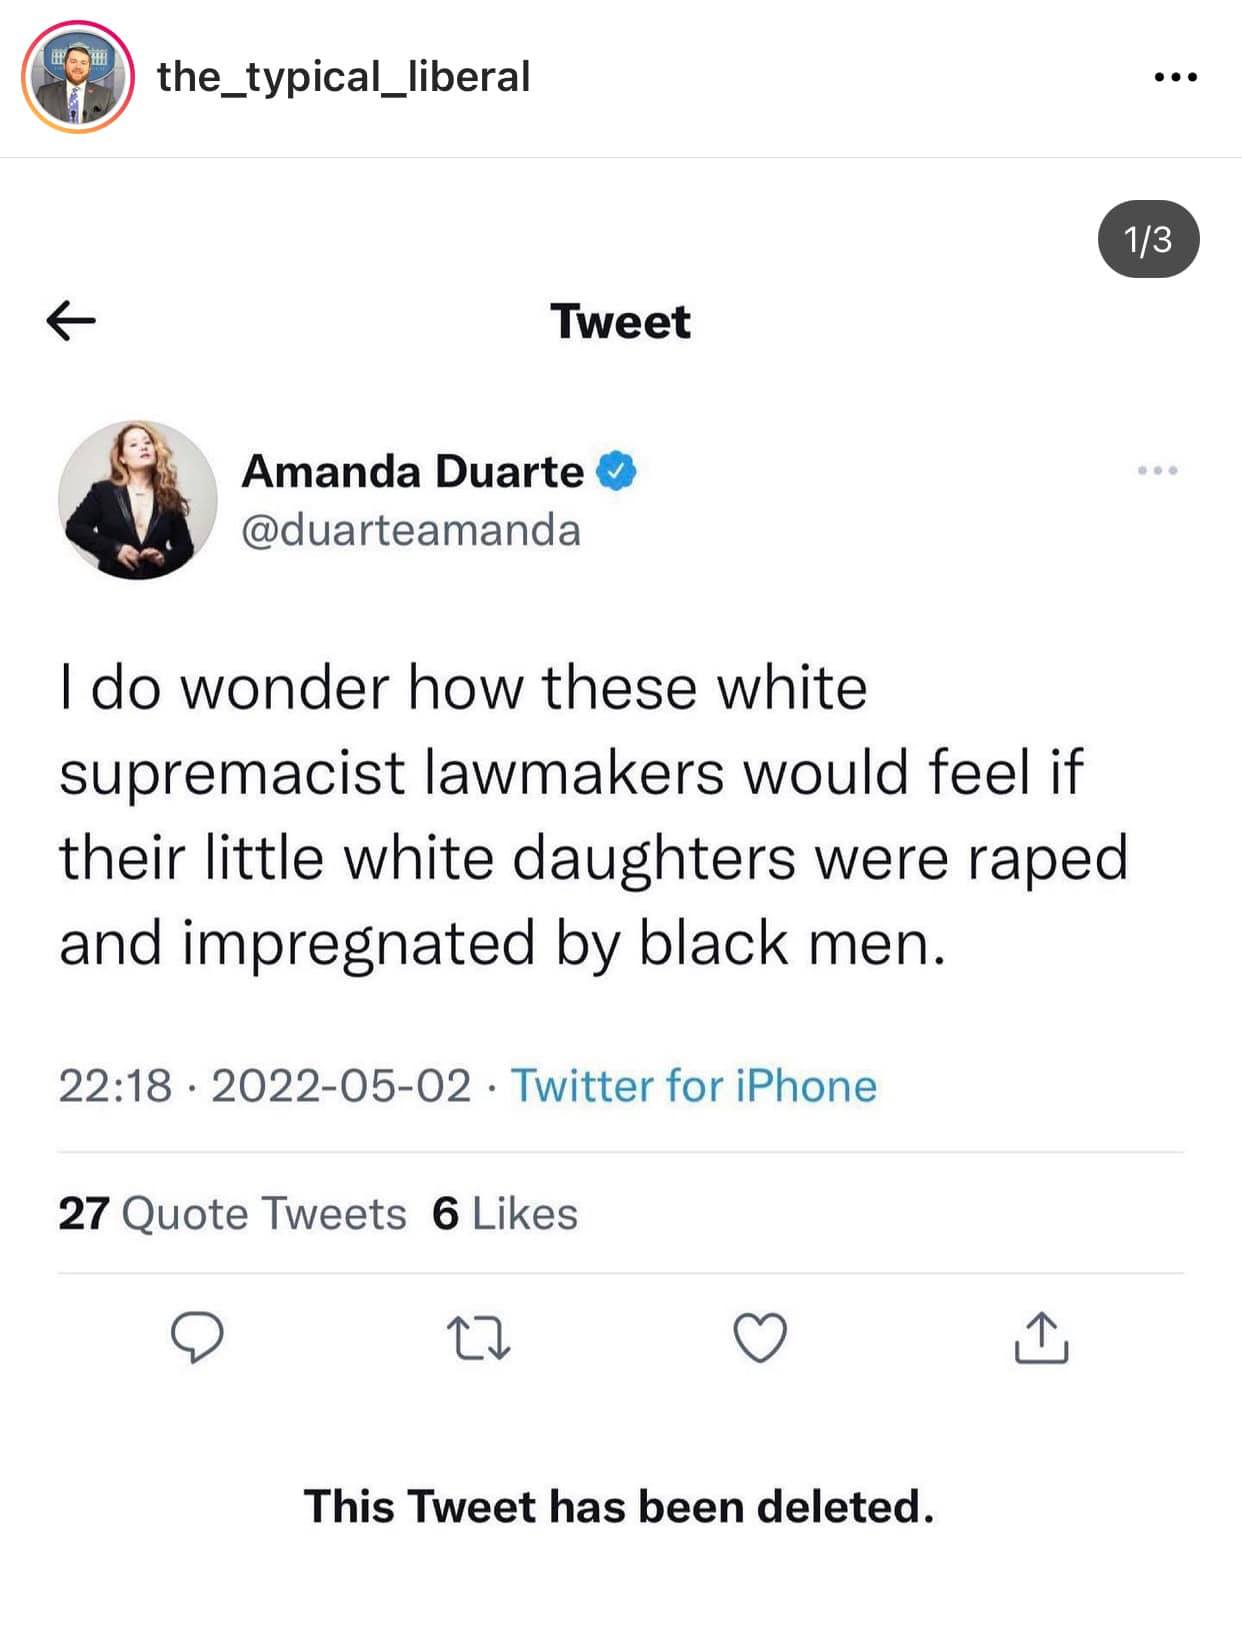 the_typical_liberal
1/3
Tweet
Amanda Duarte
@duarteamanda
I do wonder how these white
supremacist lawmakers would feel if
their little white daughters were raped
and impregnated by black men.
22:18 · 2022-05-02 · Twitter for iPhone
27 Quote Tweets 6 Likes
This Tweet has been deleted.